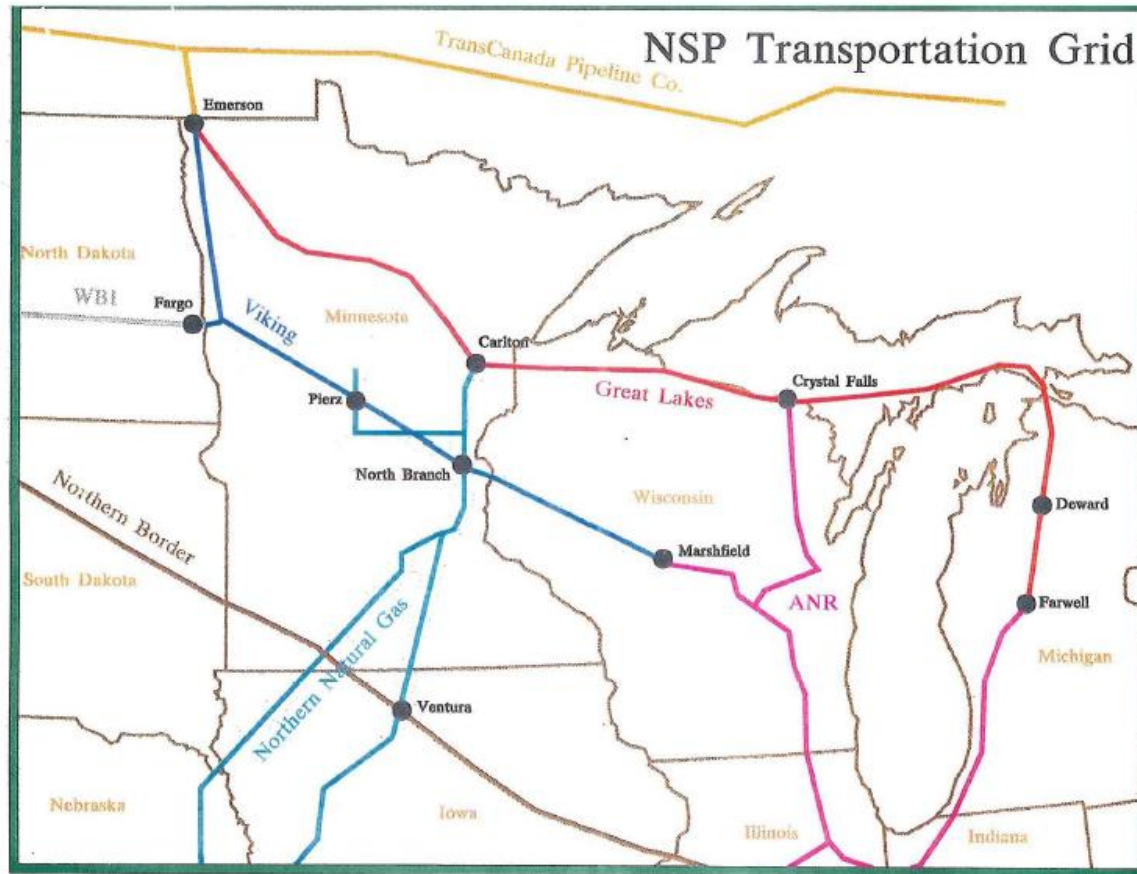 NSP Transportation Grid
TransCanada Pipeline Co.
Emerson
North Dakota
WBI
Fargo
Viking
Minnesota
Carlton
Great Lakes
Crystal Falls
Pierz
North Branch
Northern Border
Wisconsin
Deward
Marshfield
South Dakota
ANR
Farwell
Northern Natural Gas
Michigan
Ventura
Nebraska
Iowa
Illinois
Indiana